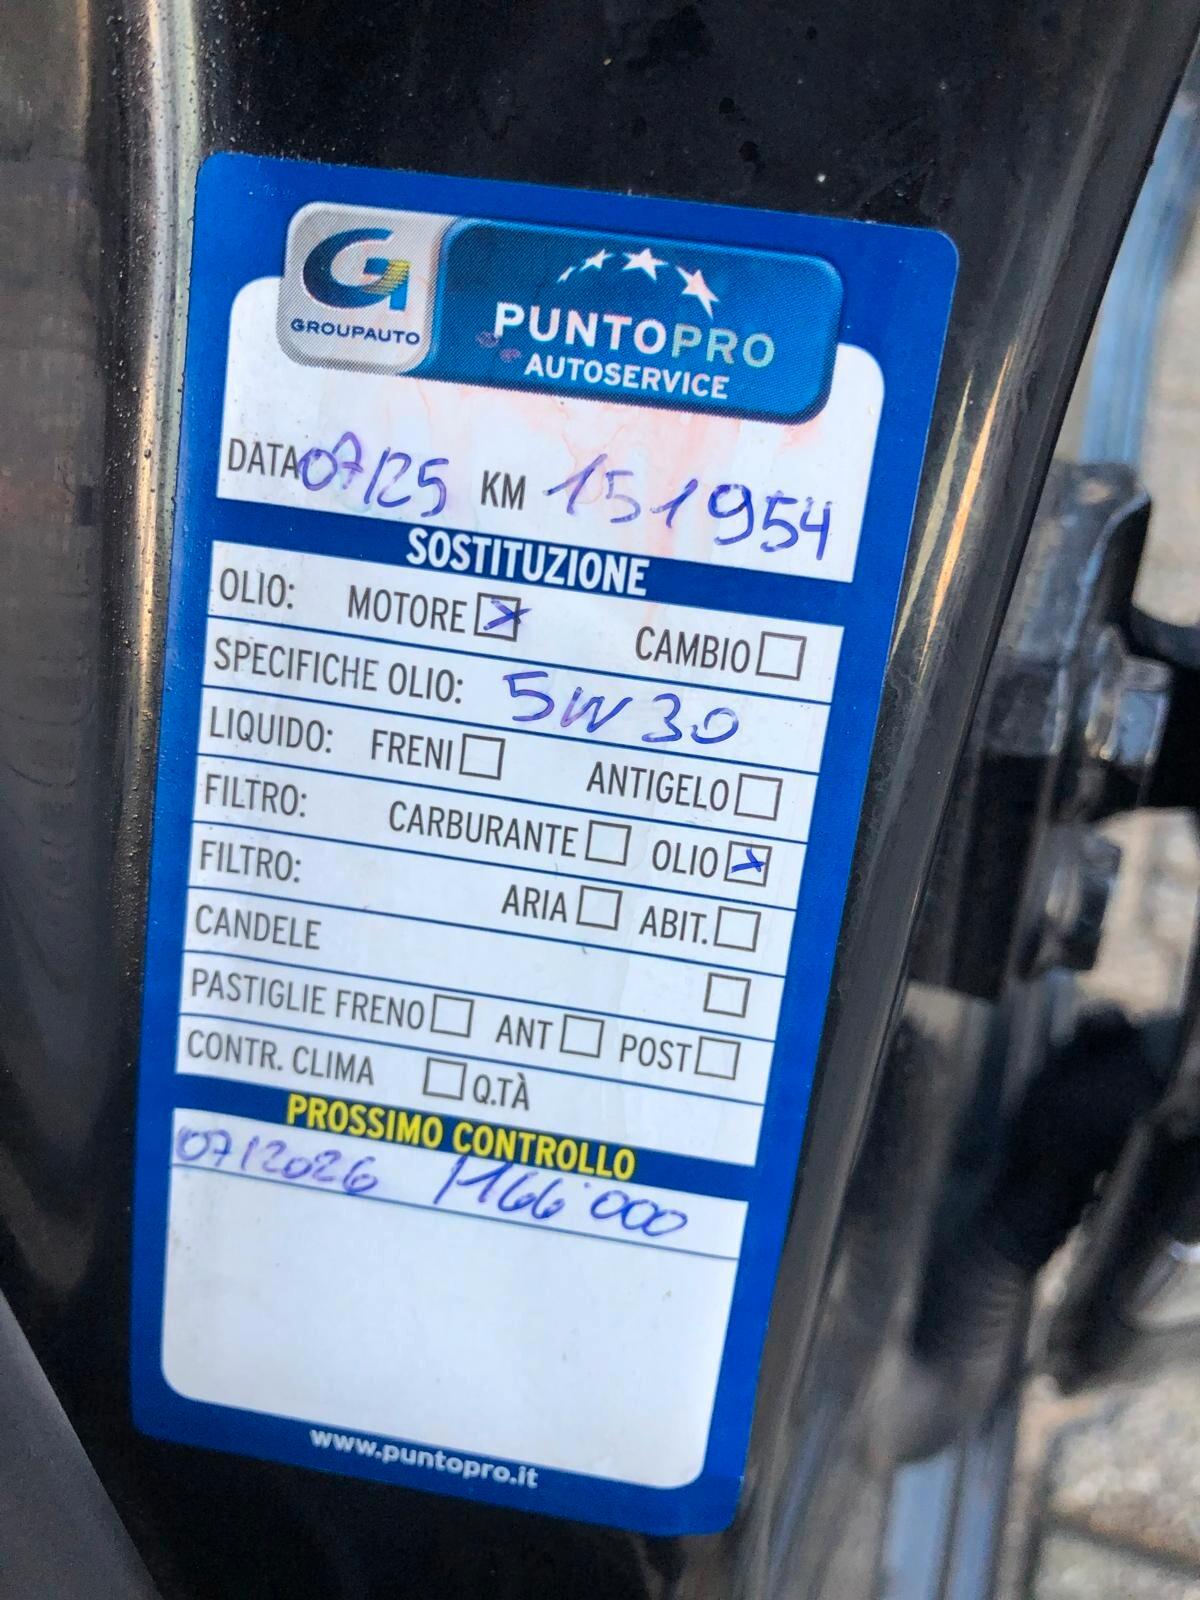 GROUPAUTO
PUNTOPRO
AUTOSERVICE
DATA 07/25 KM 151954
SOSTITUZIONE
OLIO: MOTORE CAMBIO
SPECIFICHE OLIO: 5W30
LIQUIDO: FRENI ANTIGELO
FILTRO: CARBURANTE OLIO
FILTRO: ARIA ABIT.
CANDELE
PASTIGLIE FRENO ANT POST
CONTR. CLIMA Q.TÀ
PROSSIMO CONTROLLO
07/2026 / 166'000
www.puntopro.it